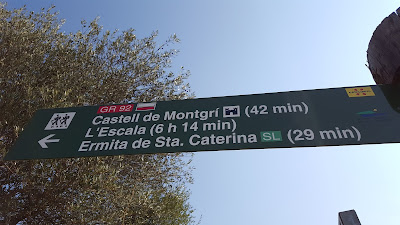 GR 92
Castell de Montgrí (42 min)
L'Escala (6 h 14 min)
Ermita de Sta. Caterina SL (29 min)